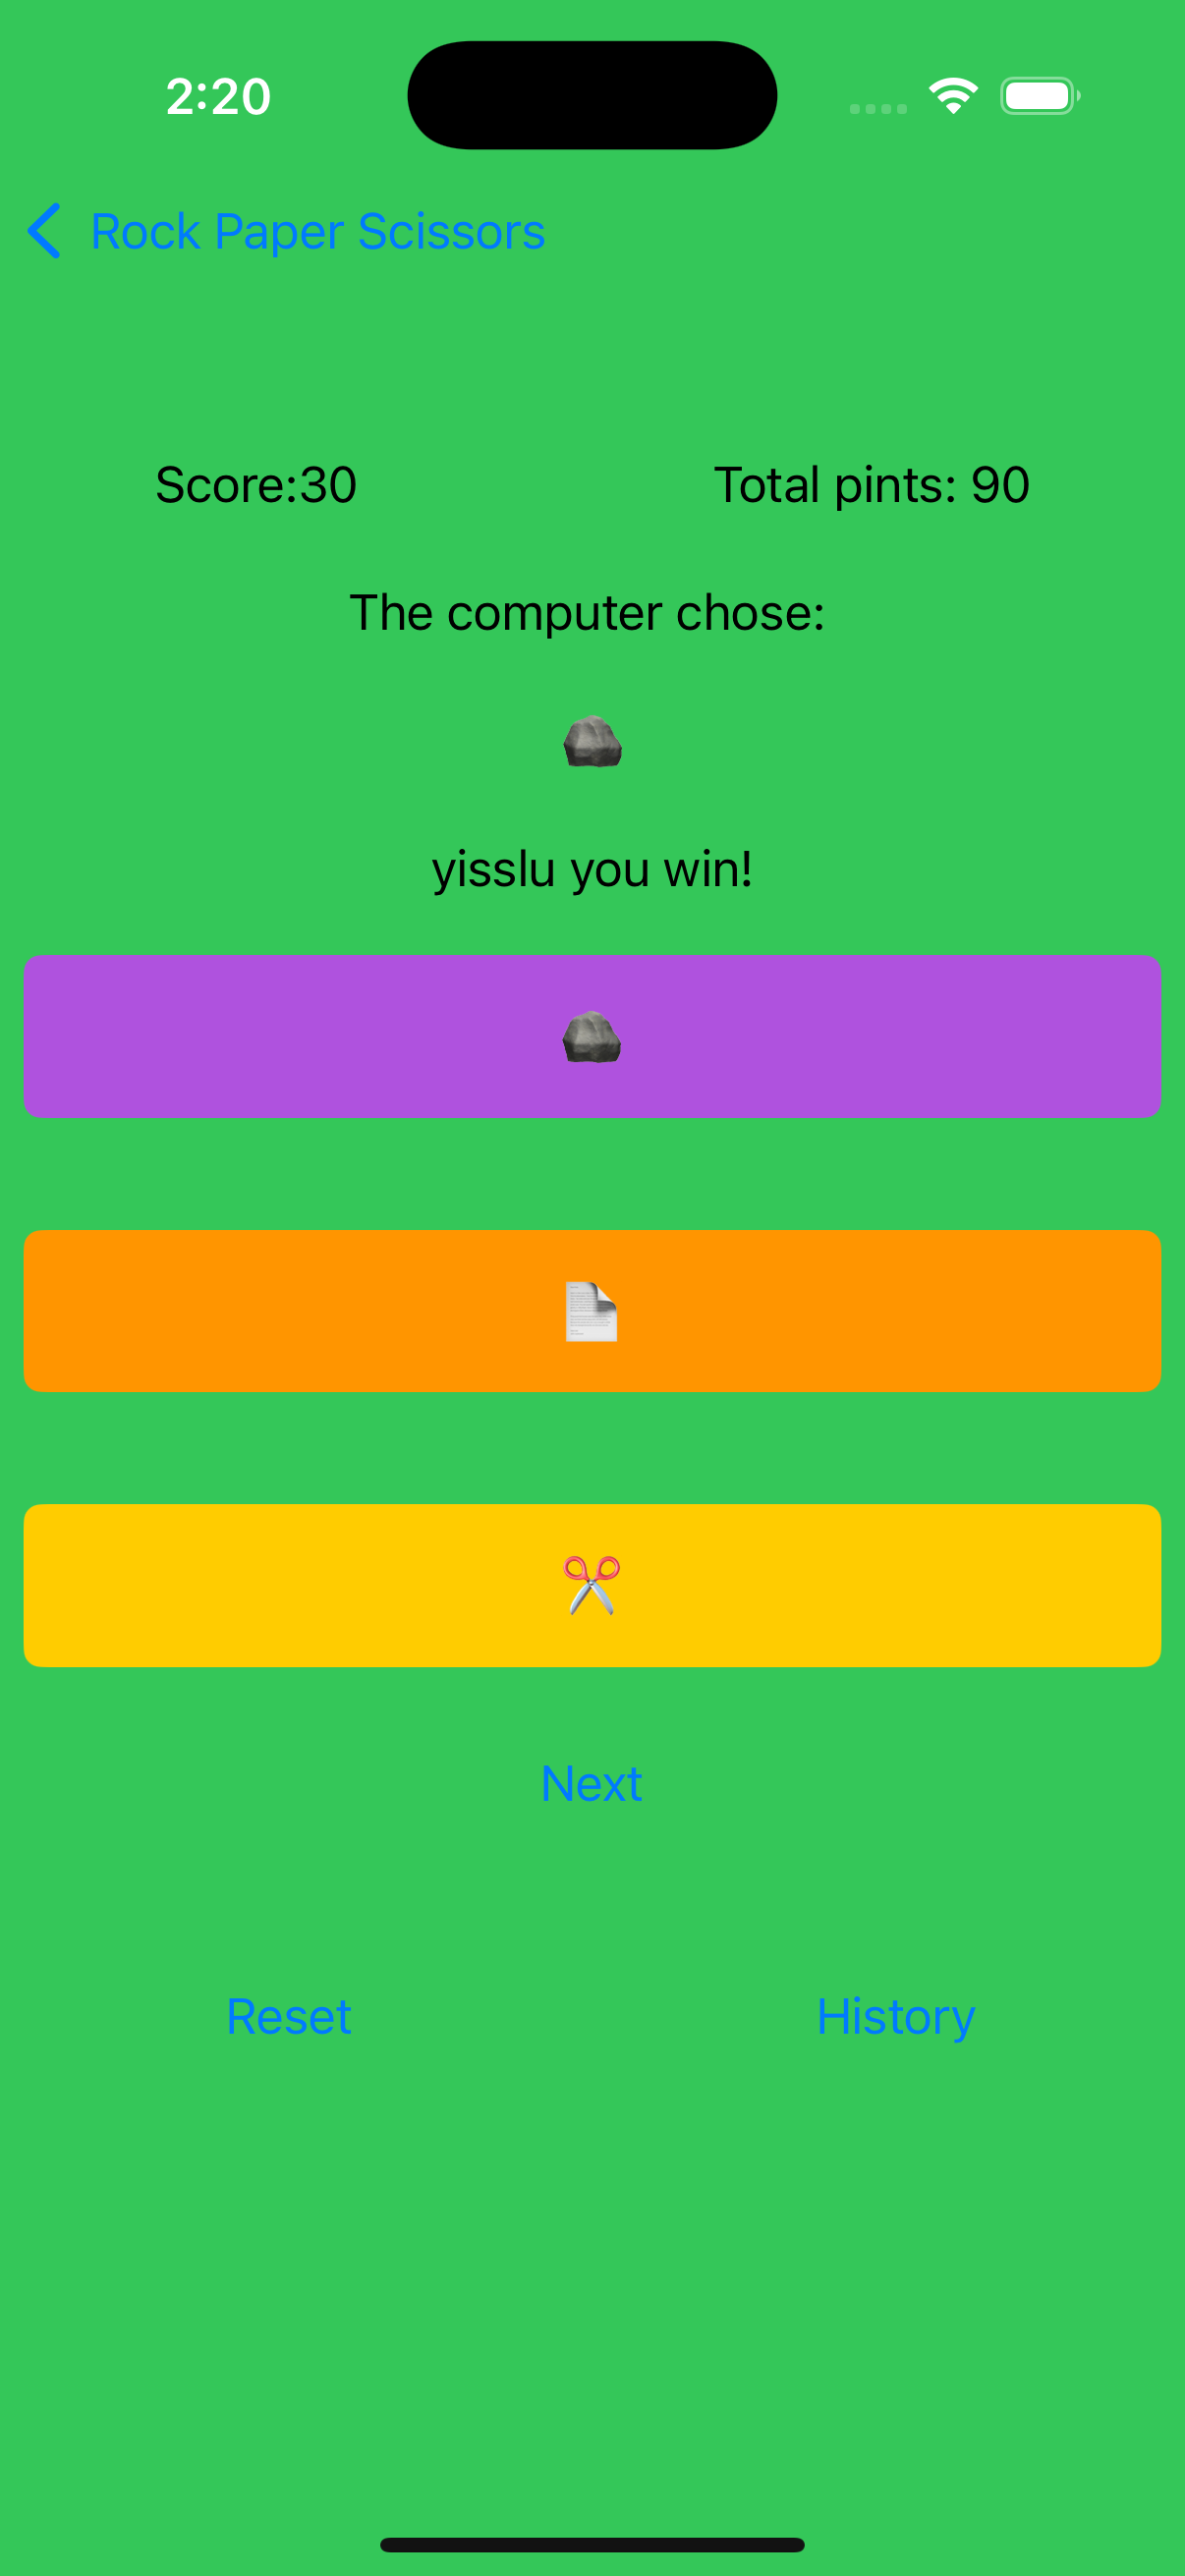 2:20
Rock Paper Scissors
Score:30
Total pints: 90
The computer chose:
yisslu you win!
Next
Reset
History